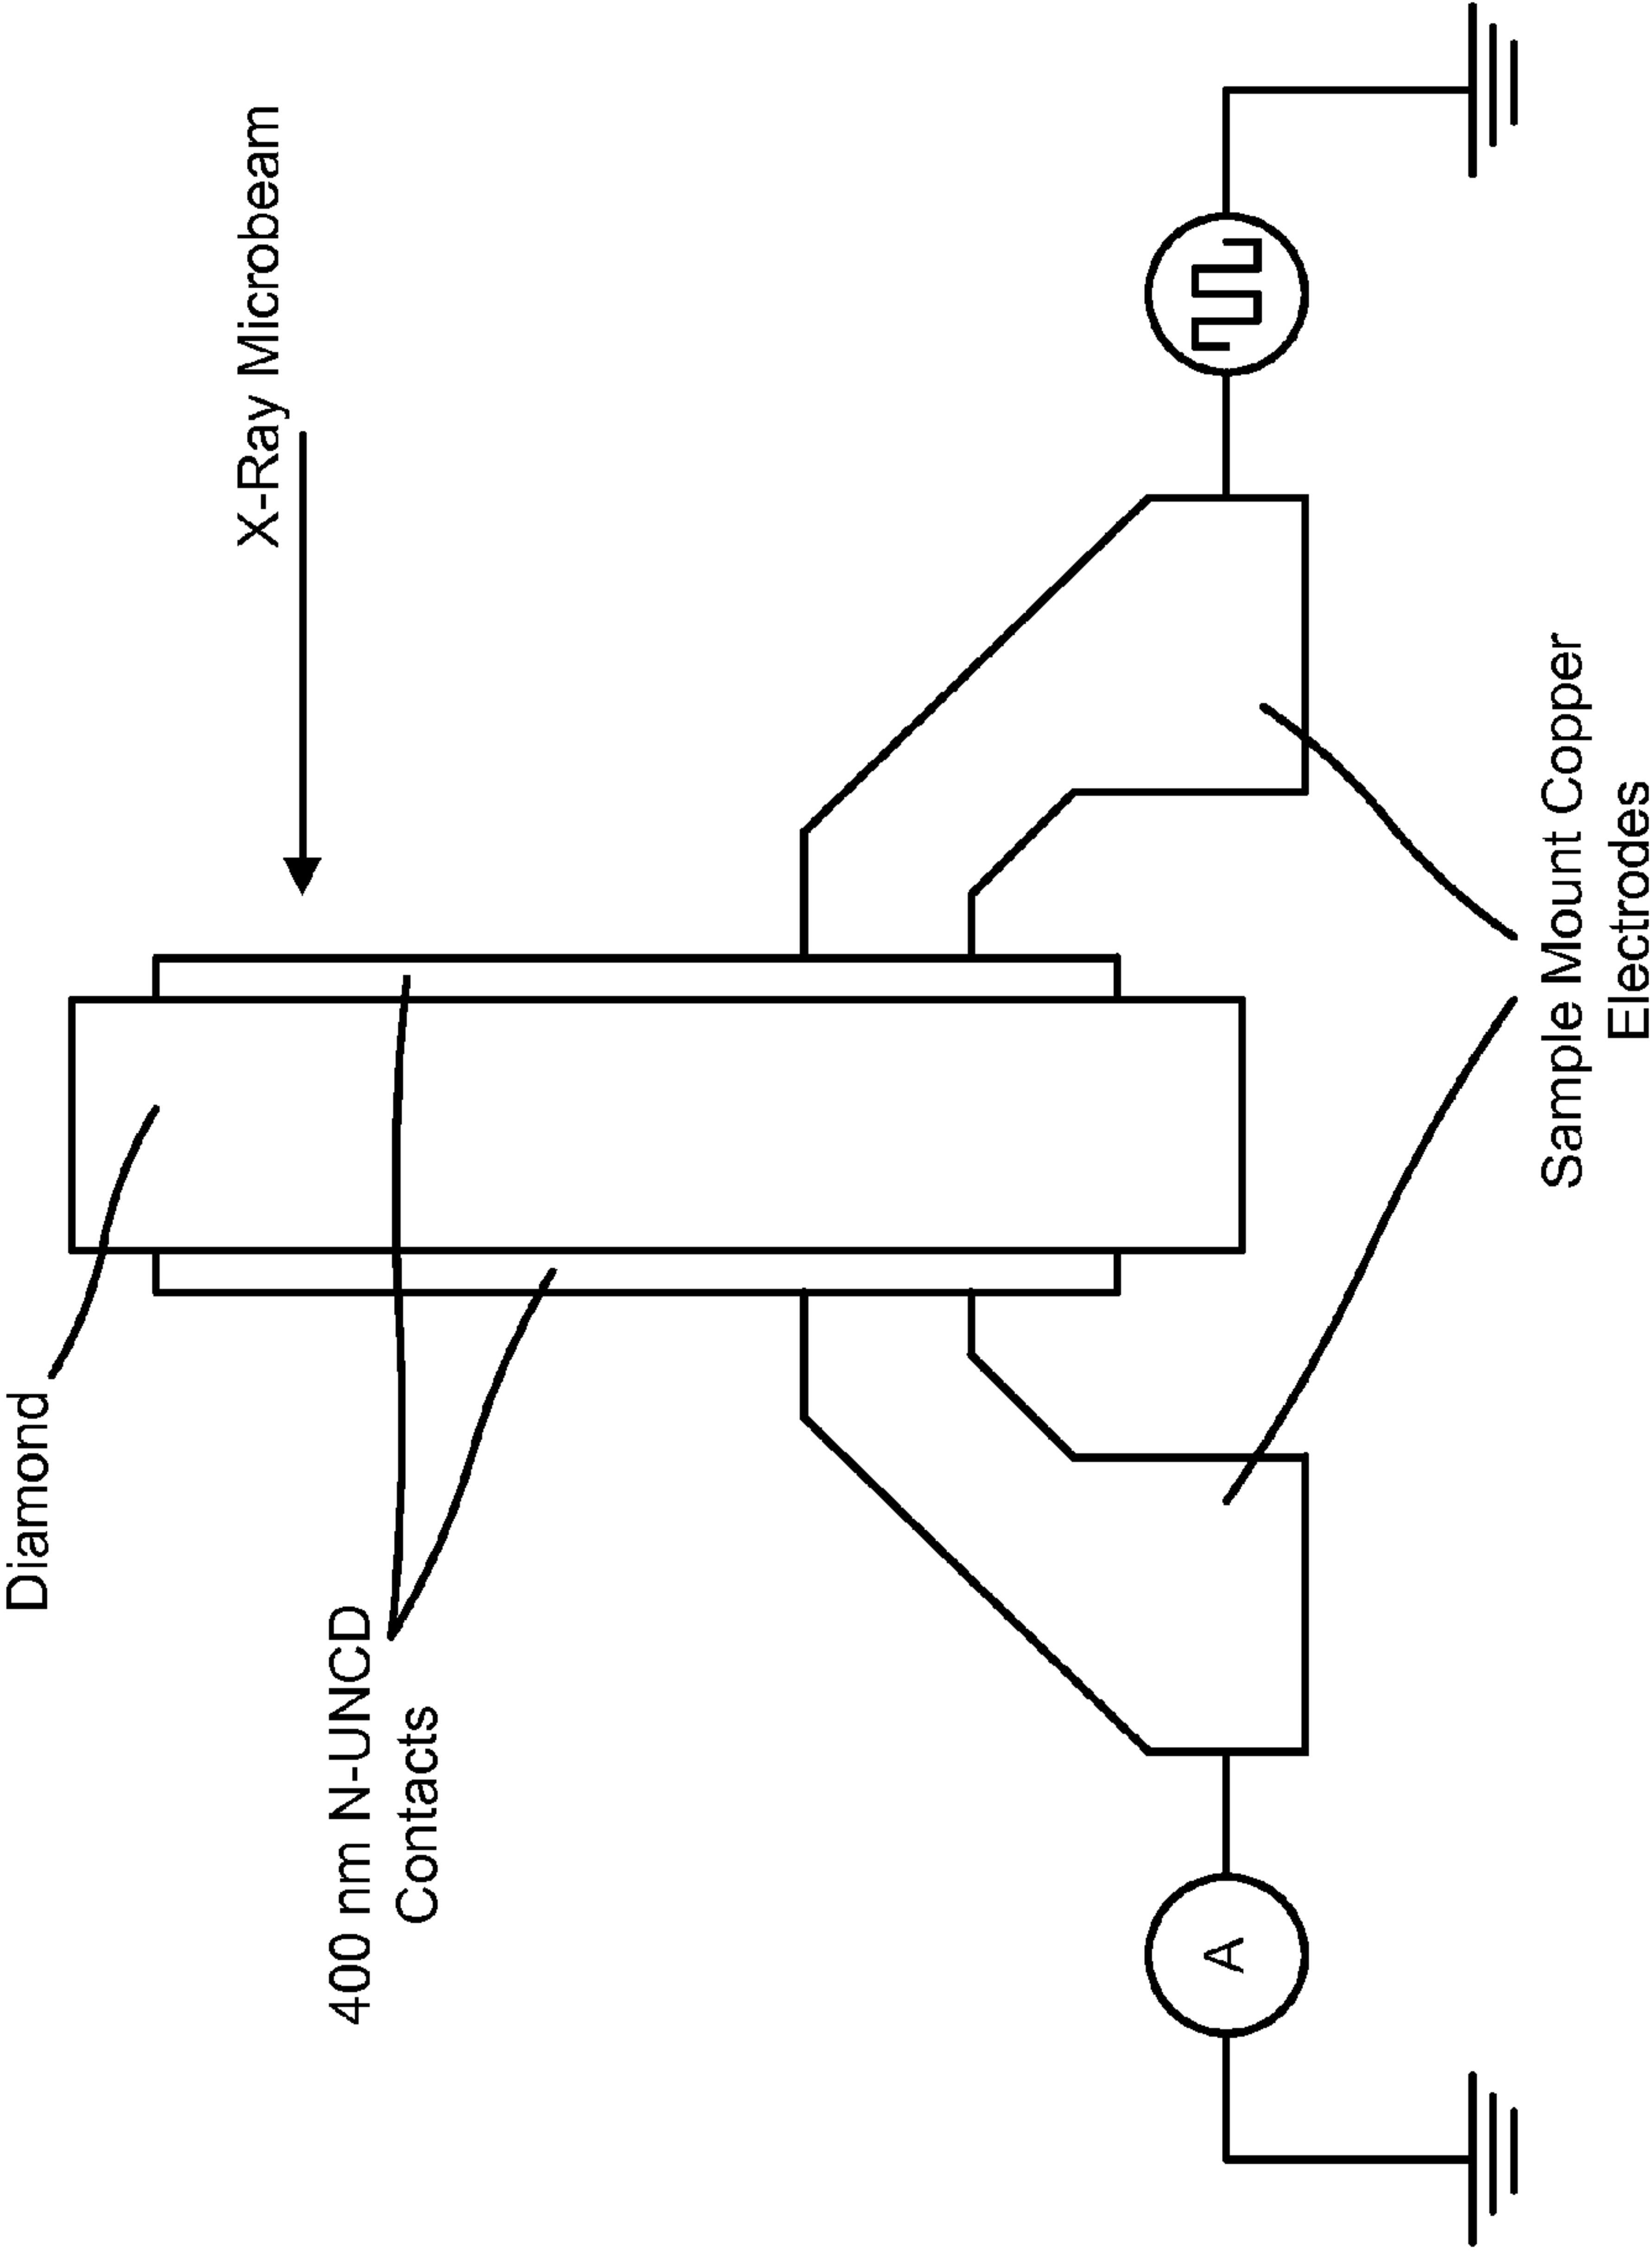 Diamond
400 nm N-UNCD
Contacts
X-Ray Microbeam
A
Sample Mount Copper
Electrodes